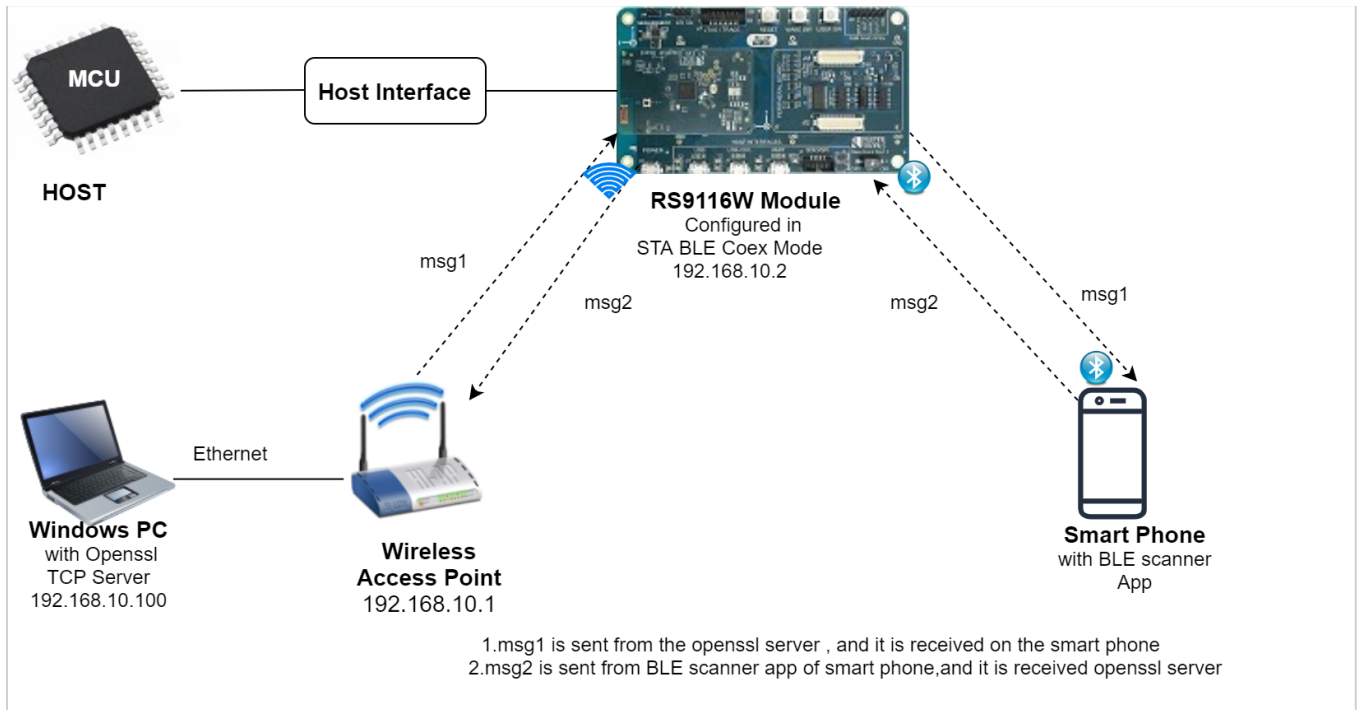 MCU
Host Interface
HOST
RS9116W Module
Configured in
STA BLE Coex Mode
192.168.10.2
msg1
msg2
msg2
msg1
Ethernet
Windows PC
with Openssl
TCP Server
192.168.10.100
Wireless
Access Point
192.168.10.1
Smart Phone
with BLE scanner
App
1.msg1 is sent from the openssl server , and it is received on the smart phone
2.msg2 is sent from BLE scanner app of smart phone,and it is received openssl server